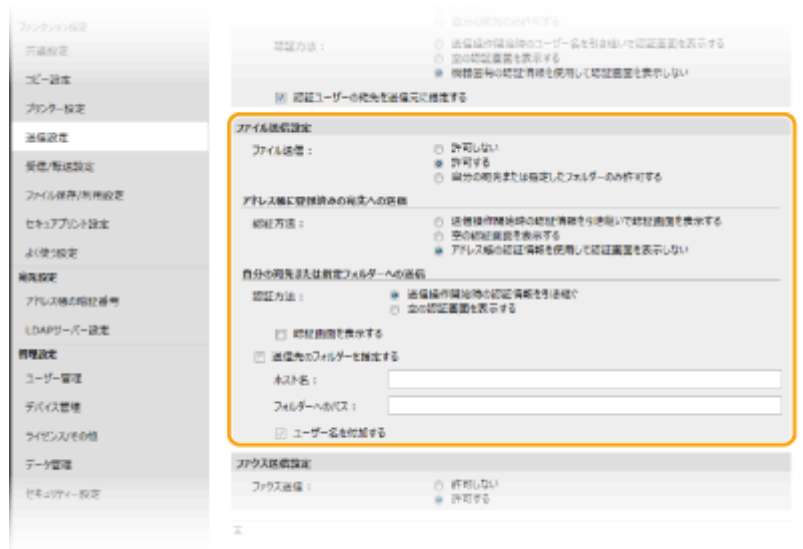 ファンクション設定
共通設定
コピー設定
プリンター設定
送信設定
受信/転送設定
ファイル保存/利用設定
セキュアプリント設定
よく使う設定
宛先設定
アドレス帳の暗証番号
LDAPサーバー設定
管理設定
ユーザー管理
デバイス管理
ライセンス/その他
データ管理
セキュリティー設定
自分の宛先のみ許可する
認証方法：
送信操作開始時のユーザー名を引き継いで認証画面を表示する
空の認証画面を表示する
機器固有の認証情報を使用して認証画面を表示しない
認証ユーザーの宛先を送信元に指定する
ファイル送信設定
ファイル送信：
許可しない
許可する
自分の宛先または指定したフォルダーのみ許可する
アドレス帳に登録済みの宛先への送信
認証方法：
送信操作開始時の認証情報を引き継いで認証画面を表示する
空の認証画面を表示する
アドレス帳の認証情報を使用して認証画面を表示しない
自分の宛先または指定フォルダーへの送信
認証方法：
送信操作開始時の認証情報を引き継ぐ
空の認証画面を表示する
認証画面を表示する
送信先のフォルダーを指定する
ホスト名：
フォルダーへのパス：
ユーザー名を付加する
ファクス送信設定
ファクス送信：
許可しない
許可する